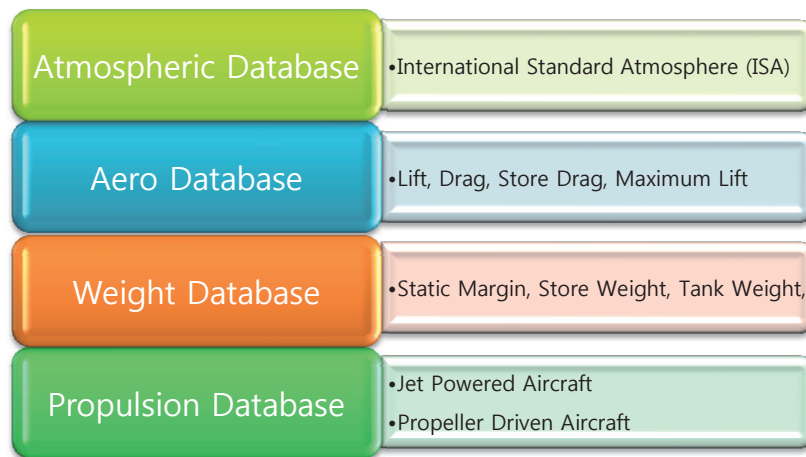 Atmospheric Database
•International Standard Atmosphere (ISA)
Aero Database
•Lift, Drag, Store Drag, Maximum Lift
Weight Database
•Static Margin, Store Weight, Tank Weight,
Propulsion Database
•Jet Powered Aircraft
•Propeller Driven Aircraft